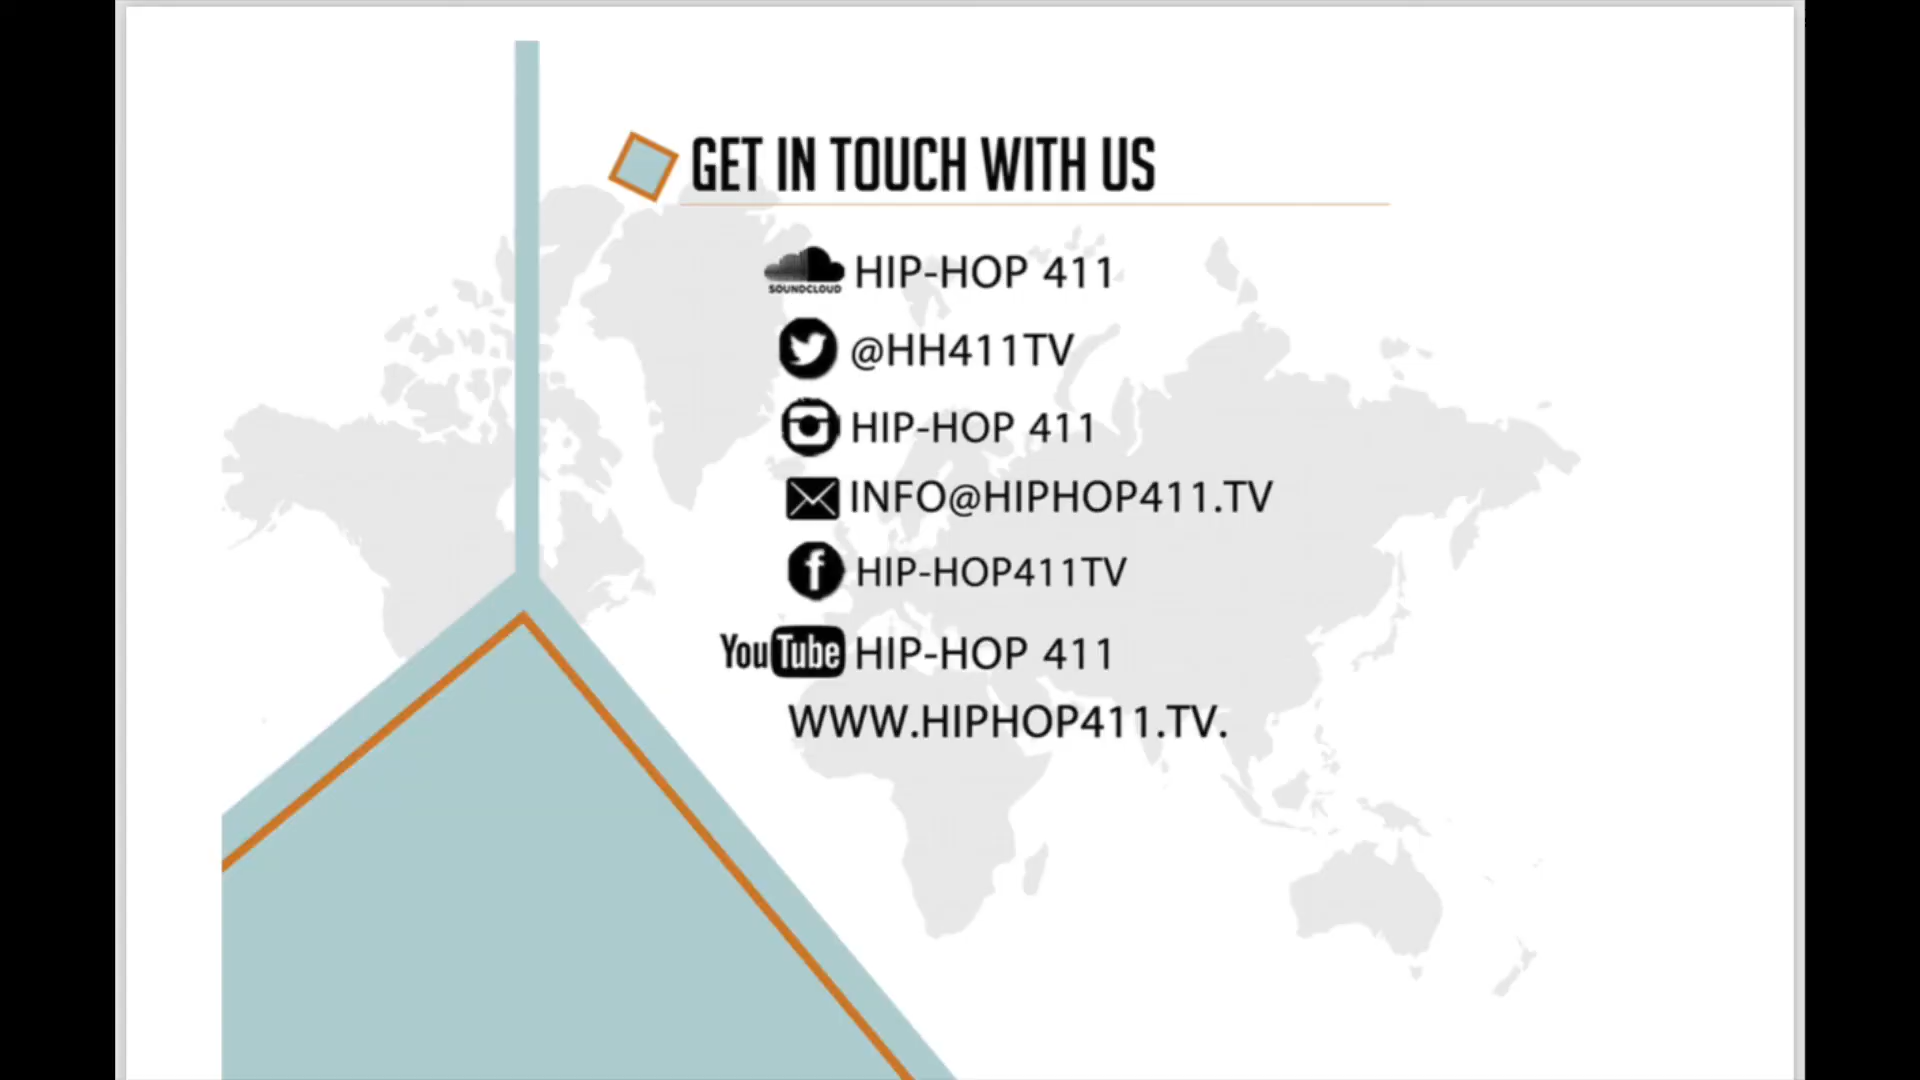 GET IN TOUCH WITH US
SOUNDCLOUD HIP-HOP 411
@HH411TV
HIP-HOP 411
INFO@HIPHOP411.TV
f HIP-HOP411TV
YouTube HIP-HOP 411
WWW.HIPHOP411.TV.